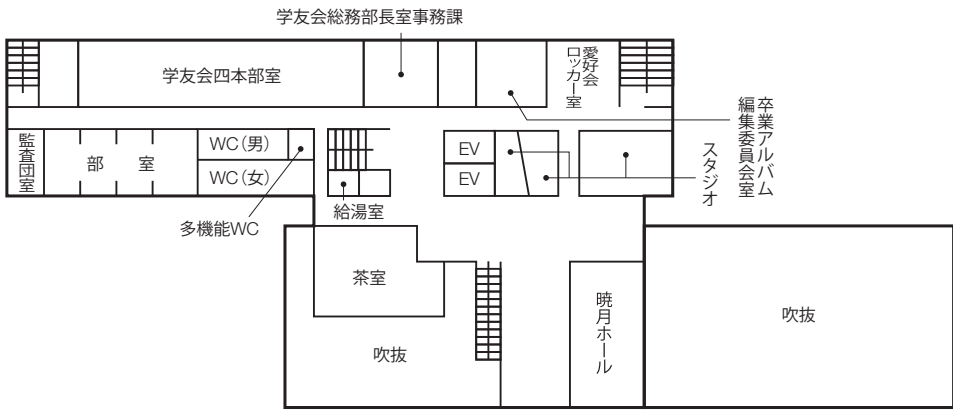 学友会総務部長室事務課
学友会四本部室
愛好会
ロッカー室
卒業アルバム
編集委員会室
スタジオ
監査団室
部室
WC（男）
WC（女）
EV
EV
多機能WC
給湯室
茶室
吹抜
暁月ホール
吹抜